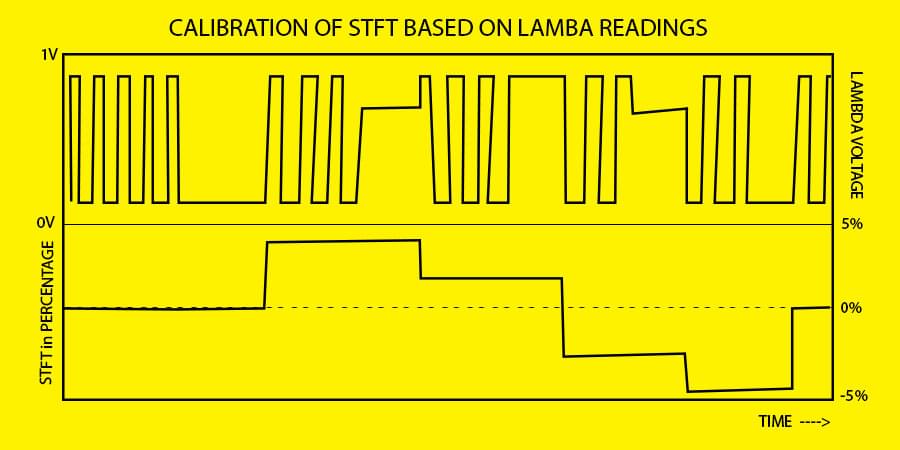 CALIBRATION OF STFT BASED ON LAMBA READINGS
1V
LAMBDA VOLTAGE
0V
5%
STFT in PERCENTAGE
0%
-5%
TIME ---->